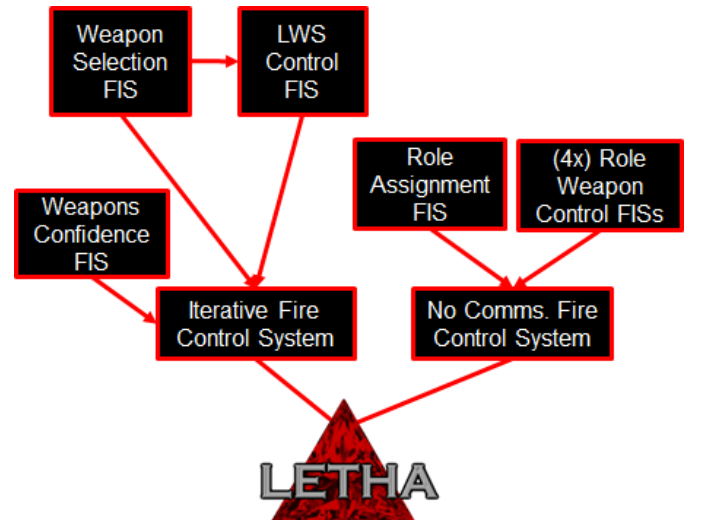 Weapon
Selection
FIS
LWS
Control
FIS
Role
Assignment
FIS
(4x) Role
Weapon
Control FISs
Weapons
Confidence
FIS
Iterative Fire
Control System
No Comms. Fire
Control System
LETHA